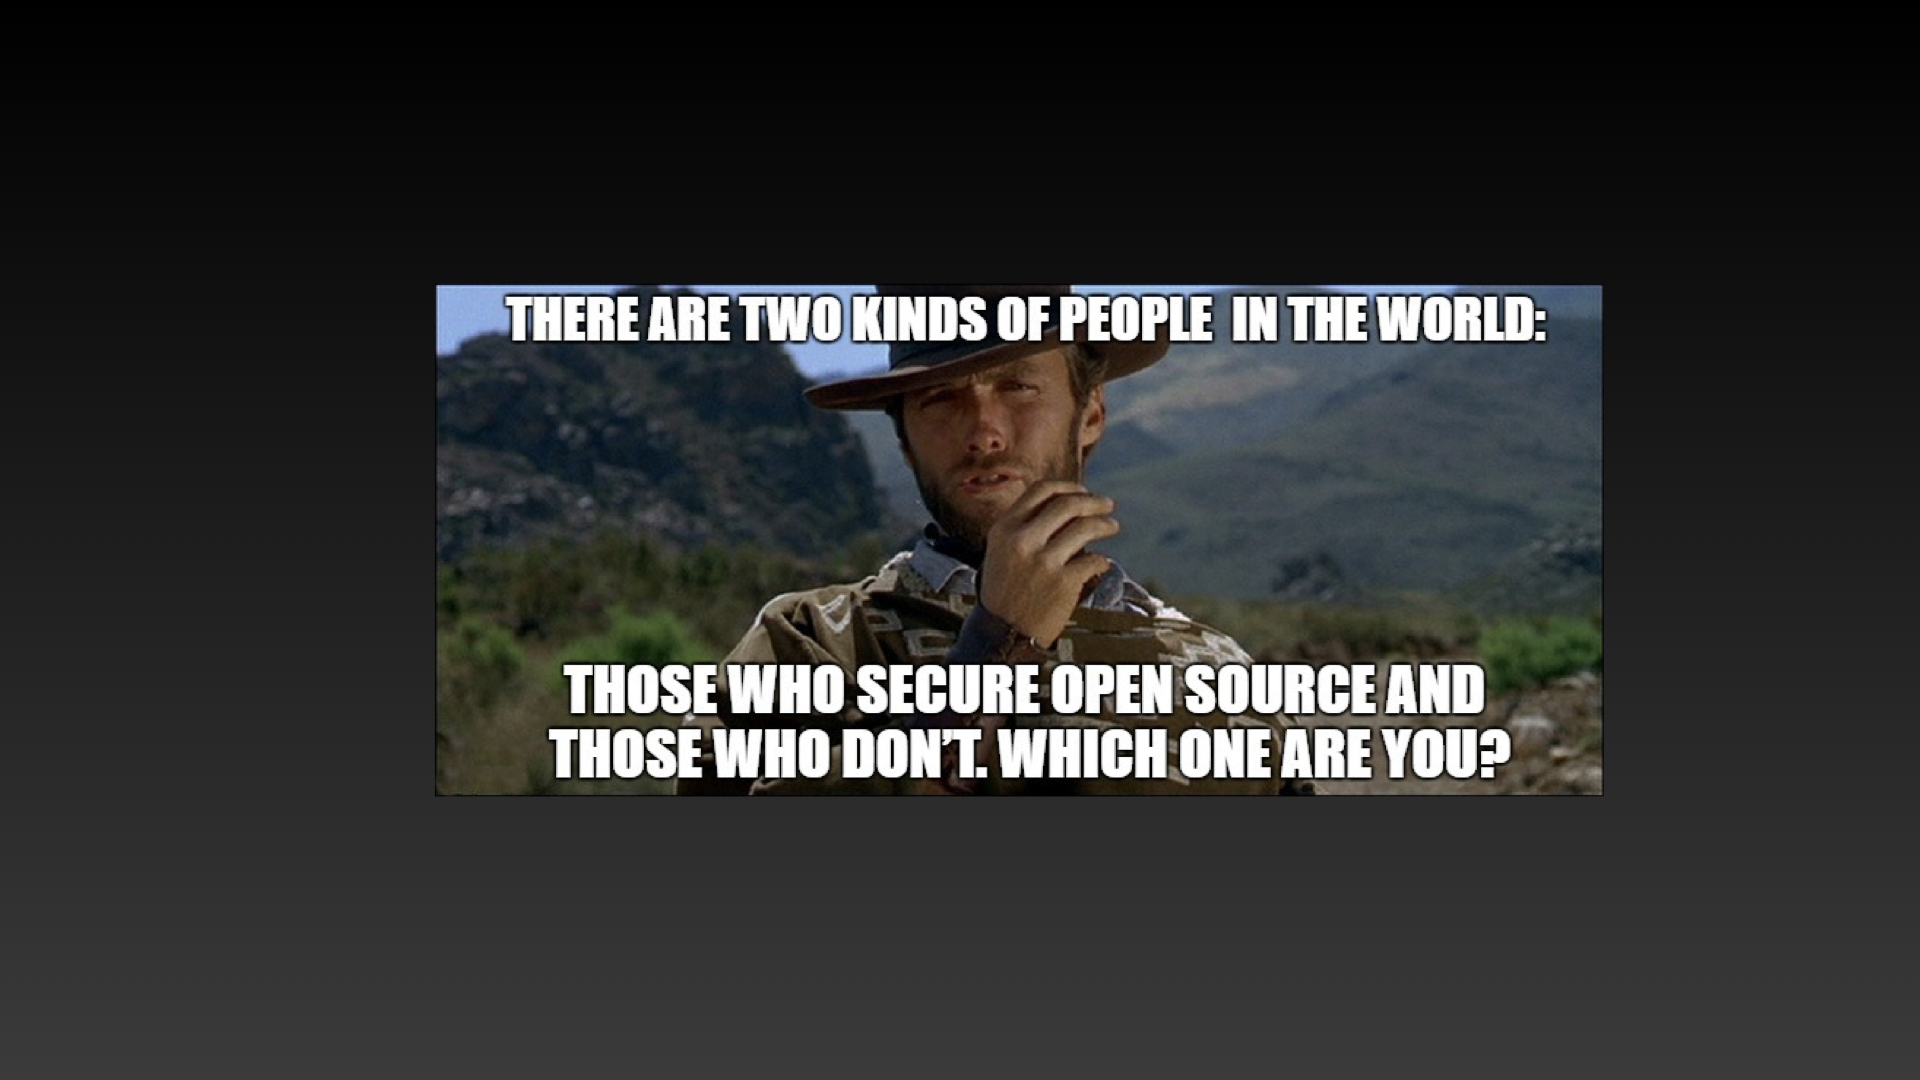 THERE ARE TWO KINDS OF PEOPLE IN THE WORLD:
THOSE WHO SECURE OPEN SOURCE AND
THOSE WHO DON'T. WHICH ONE ARE YOU?